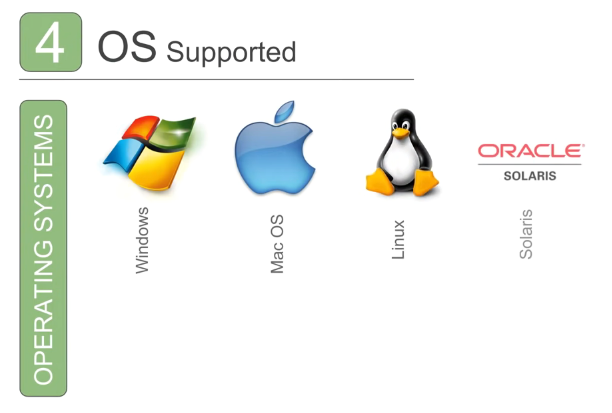 4 OS Supported
OPERATING SYSTEMS
ORACLE®
SOLARIS
Windows
Mac OS
Linux
Solaris